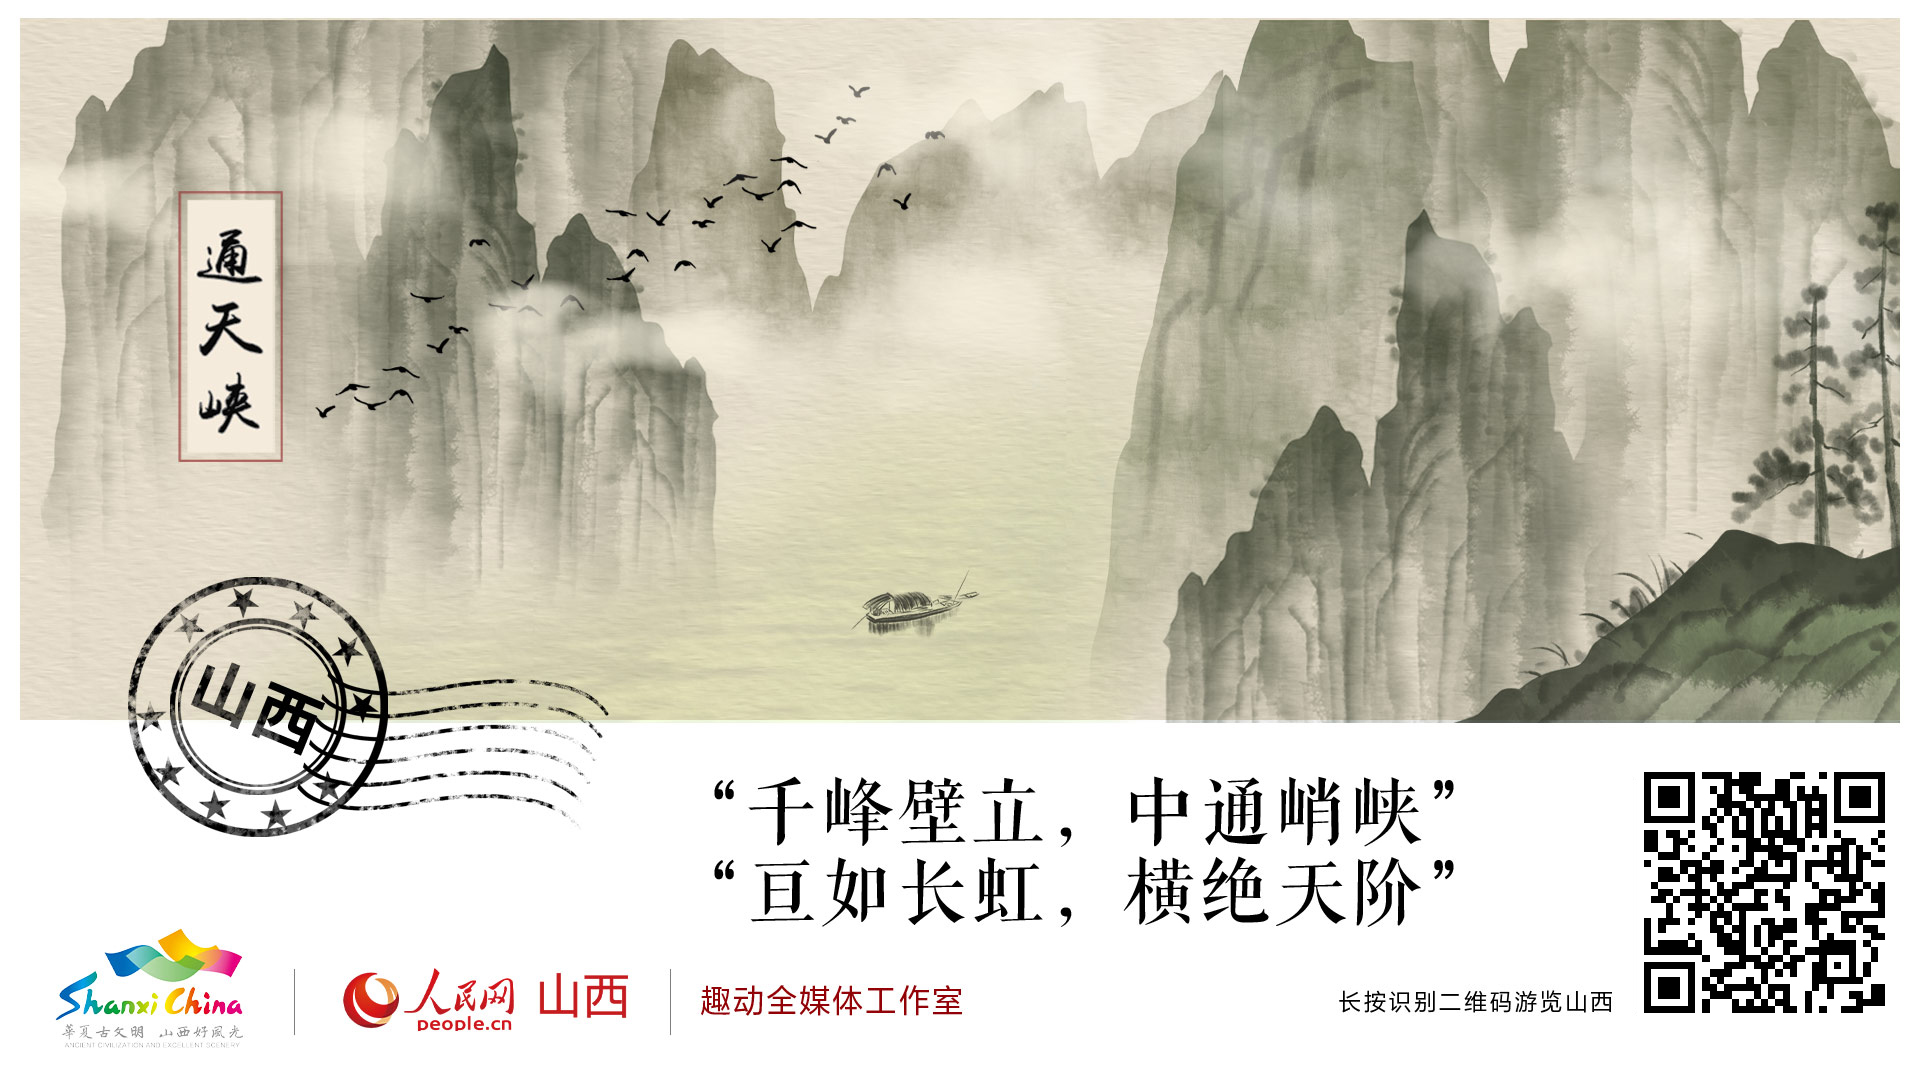 通天峡
山西
“千峰壁立，中通峭峡”
“亘如长虹，横绝天阶”
Shanxi China
華夏古文明 山西好風光
ANCIENT CIVILIZATION AND EXCELLENT SCENERY
人民网 山西
people.cn
趣动全媒体工作室
长按识别二维码游览山西